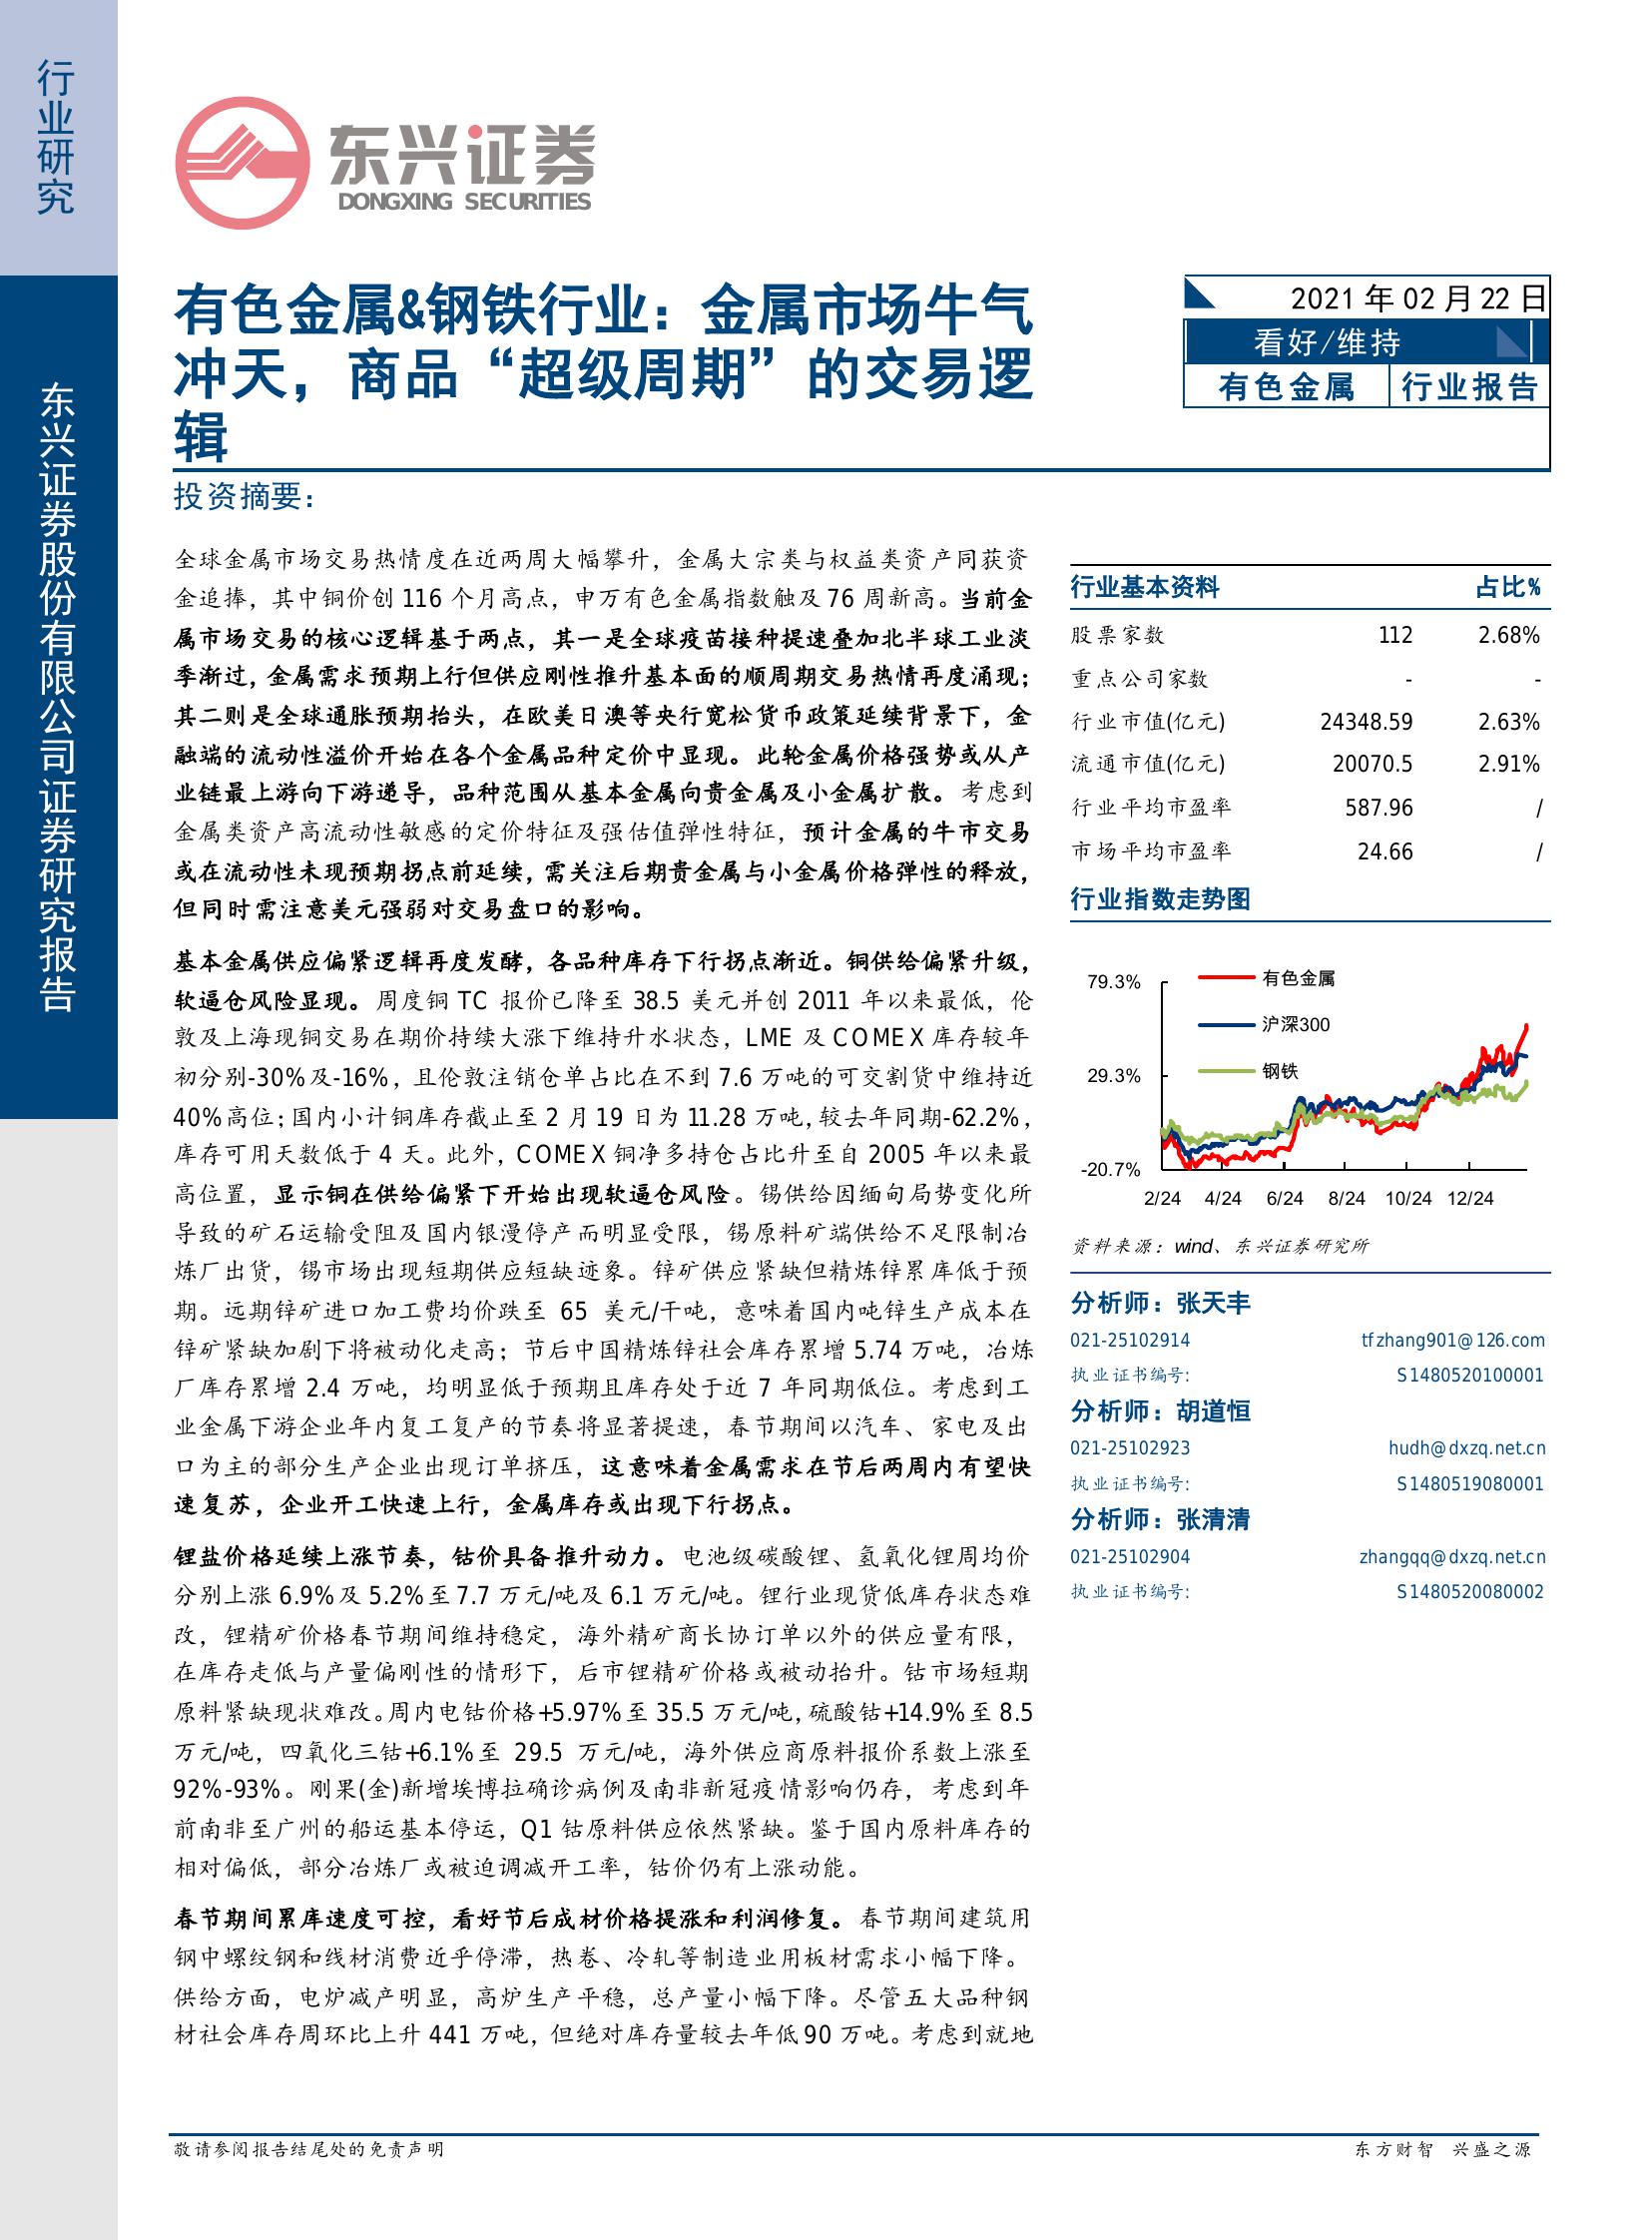 行业研究
东兴证券股份有限公司证券研究报告
东兴证券
DONGXING SECURITIES
有色金属&钢铁行业：金属市场牛气
冲天，商品“超级周期”的交易逻
辑
2021 年 02 月 22 日
看好/维持
有色金属 行业报告
投资摘要：
全球金属市场交易热情度在近两周大幅攀升，金属大宗类与权益类资产同获资
金追捧，其中铜价创 116 个月高点，申万有色金属指数触及 76 周新高。当前金
属市场交易的核心逻辑基于两点，其一是全球疫苗接种提速叠加北半球工业淡
季渐过，金属需求预期上行但供应刚性推升基本面的顺周期交易热情再度涌现；
其二则是全球通胀预期抬头，在欧美日澳等央行宽松货币政策延续背景下，金
融端的流动性溢价开始在各个金属品种定价中显现。此轮金属价格强势或从产
业链最上游向下游递导，品种范围从基本金属向贵金属及小金属扩散。考虑到
金属类资产高流动性敏感的定价特征及强估值弹性特征，预计金属的牛市交易
或在流动性未现预期拐点前延续，需关注后期贵金属与小金属价格弹性的释放，
但同时需注意美元强弱对交易盘口的影响。
基本金属供应偏紧逻辑再度发酵，各品种库存下行拐点渐近。铜供给偏紧升级，
软逼仓风险显现。周度铜 TC 报价已降至 38.5 美元并创 2011 年以来最低，伦
敦及上海现铜交易在期价持续大涨下维持升水状态，LME 及 COMEX 库存较年
初分别-30%及-16%，且伦敦注销仓单占比在不到 7.6 万吨的可交割货中维持近
40%高位；国内小计铜库存截止至 2 月 19 日为 11.28 万吨，较去年同期-62.2%，
库存可用天数低于 4 天。此外，COMEX 铜净多持仓占比升至自 2005 年以来最
高位置，显示铜在供给偏紧下开始出现软逼仓风险。锡供给因缅甸局势变化所
导致的矿石运输受阻及国内银漫停产而明显受限，锡原料矿端供给不足限制冶
炼厂出货，锡市场出现短期供应短缺迹象。锌矿供应紧缺但精炼锌累库低于预
期。远期锌矿进口加工费均价跌至 65 美元/干吨，意味着国内吨锌生产成本在
锌矿紧缺加剧下将被动化走高；节后中国精炼锌社会库存累增 5.74 万吨，冶炼
厂库存累增 2.4 万吨，均明显低于预期且库存处于近 7 年同期低位。考虑到工
业金属下游企业年内复工复产的节奏将显著提速，春节期间以汽车、家电及出
口为主的部分生产企业出现订单挤压，这意味着金属需求在节后两周内有望快
速复苏，企业开工快速上行，金属库存或出现下行拐点。
锂盐价格延续上涨节奏，钴价具备推升动力。电池级碳酸锂、氢氧化锂周均价
分别上涨 6.9%及 5.2%至 7.7 万元/吨及 6.1 万元/吨。锂行业现货低库存状态难
改，锂精矿价格春节期间维持稳定，海外精矿商长协订单以外的供应量有限，
在库存走低与产量偏刚性的情形下，后市锂精矿价格或被动抬升。钴市场短期
原料紧缺现状难改。周内电钴价格+5.97%至 35.5 万元/吨，硫酸钴+14.9%至 8.5
万元/吨，四氧化三钴+6.1%至 29.5 万元/吨，海外供应商原料报价系数上涨至
92%-93%。刚果(金)新增埃博拉确诊病例及南非新冠疫情影响仍存，考虑到年
前南非至广州的船运基本停运，Q1 钴原料供应依然紧缺。鉴于国内原料库存的
相对偏低，部分冶炼厂或被迫调减开工率，钴价仍有上涨动能。
春节期间累库速度可控，看好节后成材价格提涨和利润修复。春节期间建筑用
钢中螺纹钢和线材消费近乎停滞，热卷、冷轧等制造业用板材需求小幅下降。
供给方面，电炉减产明显，高炉生产平稳，总产量小幅下降。尽管五大品种钢
材社会库存周环比上升 441 万吨，但绝对库存量较去年低 90 万吨。考虑到就地
行业基本资料 占比%
股票家数 112 2.68%
重点公司家数 - -
行业市值(亿元) 24348.59 2.63%
流通市值(亿元) 20070.5 2.91%
行业平均市盈率 587.96 /
市场平均市盈率 24.66 /
行业指数走势图
79.3%
29.3%
-20.7%
有色金属
沪深300
钢铁
2/24 4/24 6/24 8/24 10/24 12/24
资料来源：wind、东兴证券研究所
分析师：张天丰
021-25102914 tfzhang901@126.com
执业证书编号: S1480520100001
分析师：胡道恒
021-25102923 hudh@dxzq.net.cn
执业证书编号: S1480519080001
分析师：张清清
021-25102904 zhangqq@dxzq.net.cn
执业证书编号: S1480520080002
敬请参阅报告结尾处的免责声明
东方财智 兴盛之源